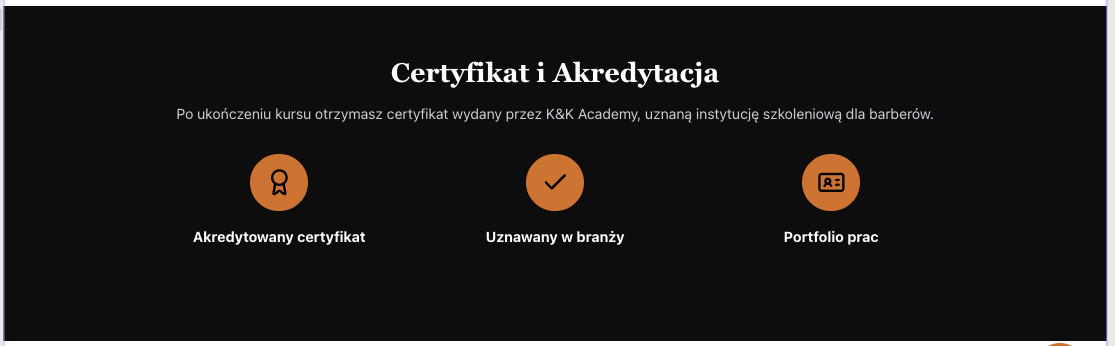 Certyfikat i Akredytacja
Po ukończeniu kursu otrzymasz certyfikat wydany przez K&K Academy, uznaną instytucję szkoleniową dla barberów.
Akredytowany certyfikat
Uznawany w branży
Portfolio prac